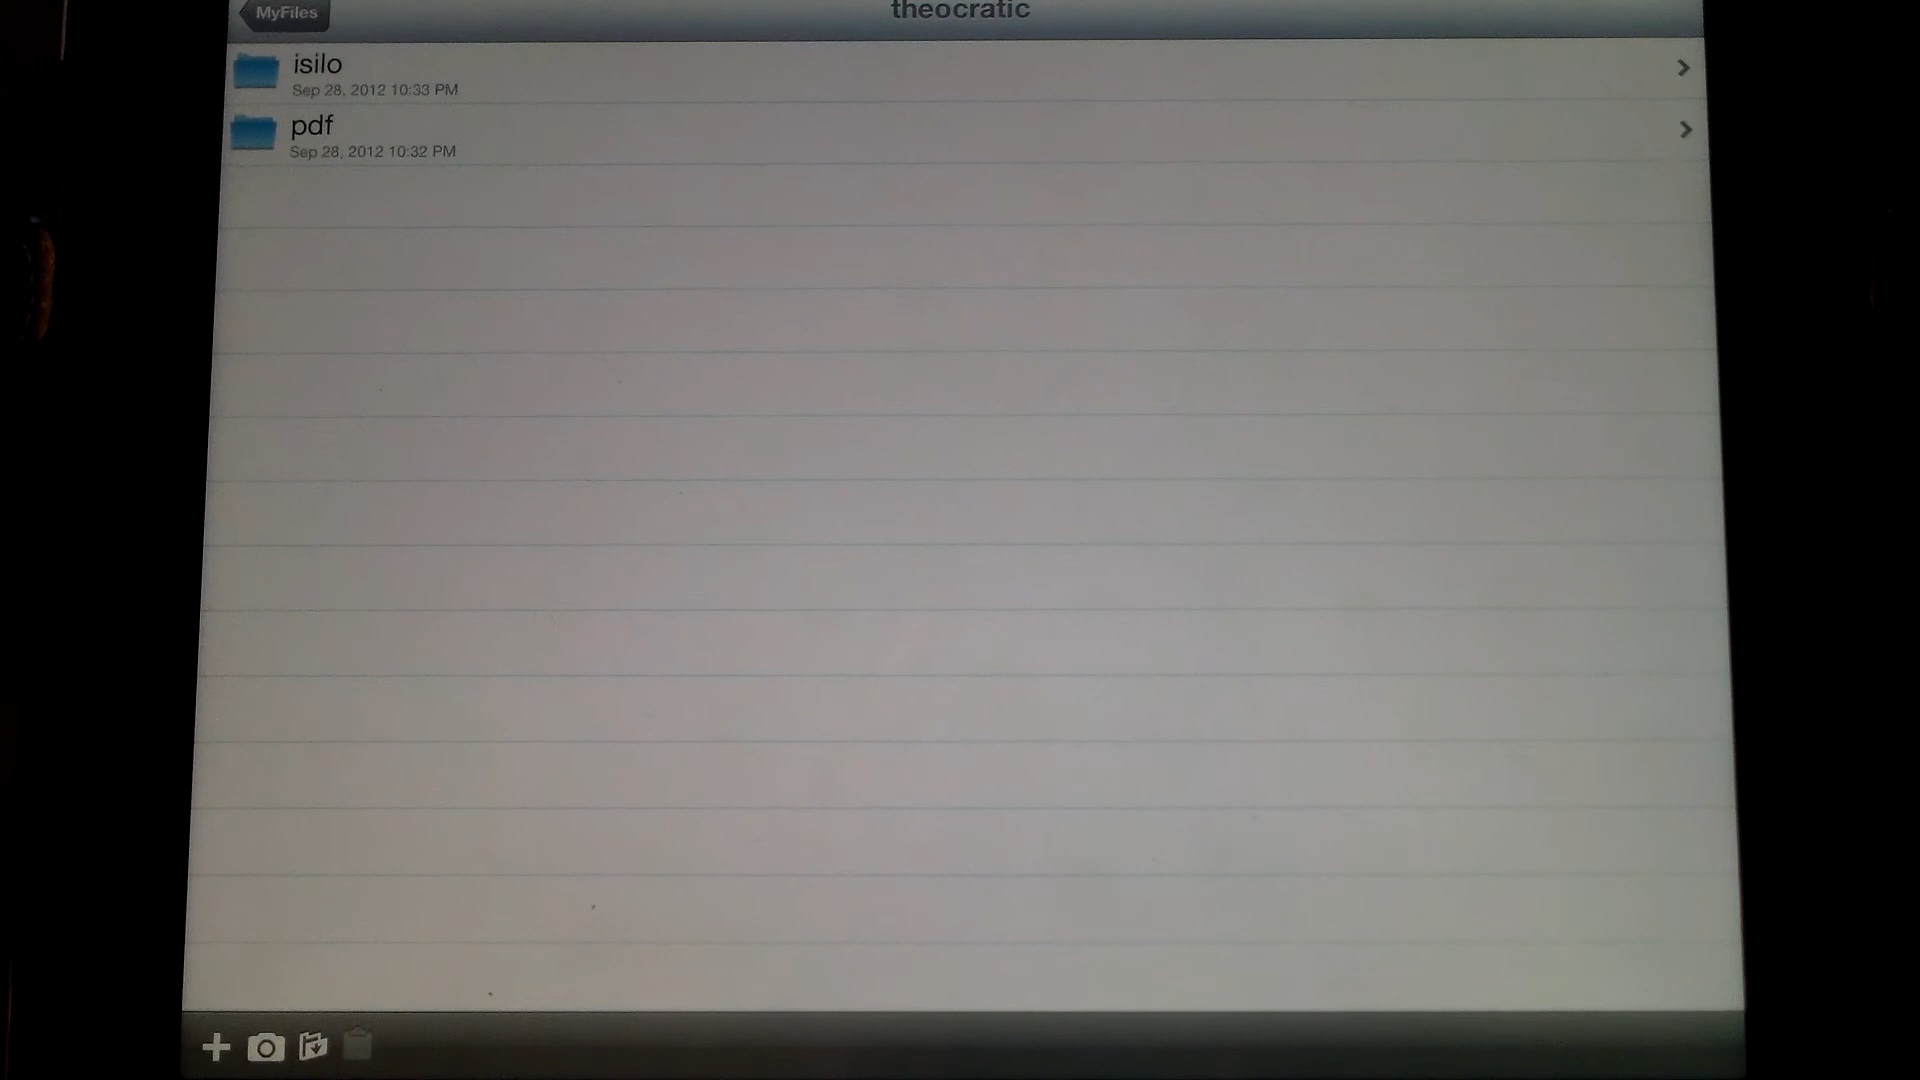 MyFiles
theocratic
isilo
Sep 28, 2012 10:33 PM
pdf
Sep 28, 2012 10:32 PM